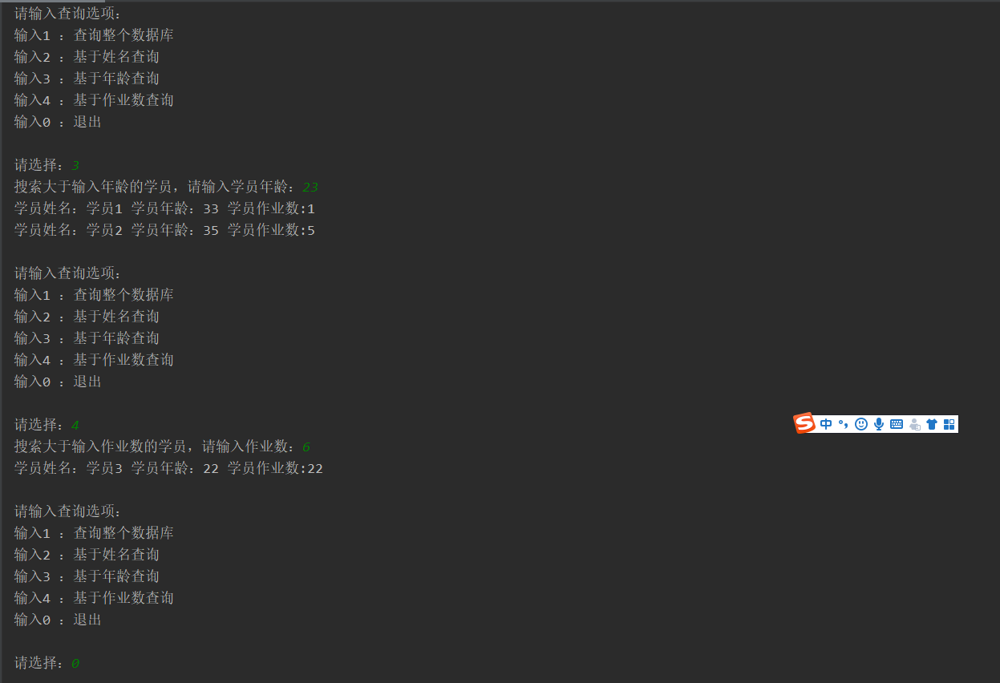 请输入查询选项:
输入1 : 查询整个数据库
输入2 : 基于姓名查询
输入3 : 基于年龄查询
输入4 : 基于作业数查询
输入0 : 退出
请选择: 3
搜索大于输入年龄的学员, 请输入学员年龄: 23
学员姓名: 学员1 学员年龄: 33 学员作业数:1
学员姓名: 学员2 学员年龄: 35 学员作业数:5
请输入查询选项:
输入1 : 查询整个数据库
输入2 : 基于姓名查询
输入3 : 基于年龄查询
输入4 : 基于作业数查询
输入0 : 退出
请选择: 4
搜索大于输入作业数的学员, 请输入作业数: 6
学员姓名: 学员3 学员年龄: 22 学员作业数:22
请输入查询选项:
输入1 : 查询整个数据库
输入2 : 基于姓名查询
输入3 : 基于年龄查询
输入4 : 基于作业数查询
输入0 : 退出
请选择: 0
S 中 °,